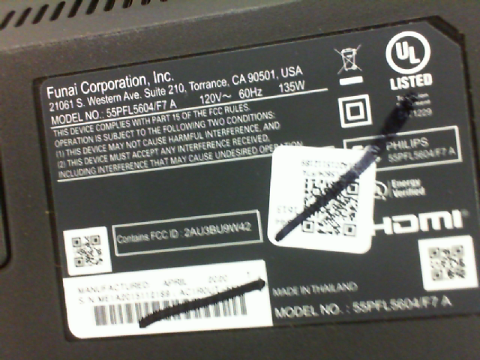 Funai Corporation, Inc.
21061 S. Western Ave. Suite 210, Torrance, CA 90501, USA
MODEL NO.: 55PFL5604/F7 A 120V~ 60Hz 135W
THIS DEVICE COMPLIES WITH PART 15 OF THE FCC RULES.
OPERATION IS SUBJECT TO THE FOLLOWING TWO CONDITIONS:
(1) THIS DEVICE MAY NOT CAUSE HARMFUL INTERFERENCE, AND
(2) THIS DEVICE MUST ACCEPT ANY INTERFERENCE RECEIVED,
INCLUDING INTERFERENCE THAT MAY CAUSE UNDESIRED OPERATION
UL
LISTED
PHILIPS
55PFL5604/F7 A
Energy
Verified
HDMI
Contains FCC ID : 2AU3BU9W42
MANUFACTURED APRIL
S/N
MADE IN THAILAND
MODEL NO.: 55PFL5604/F7 A